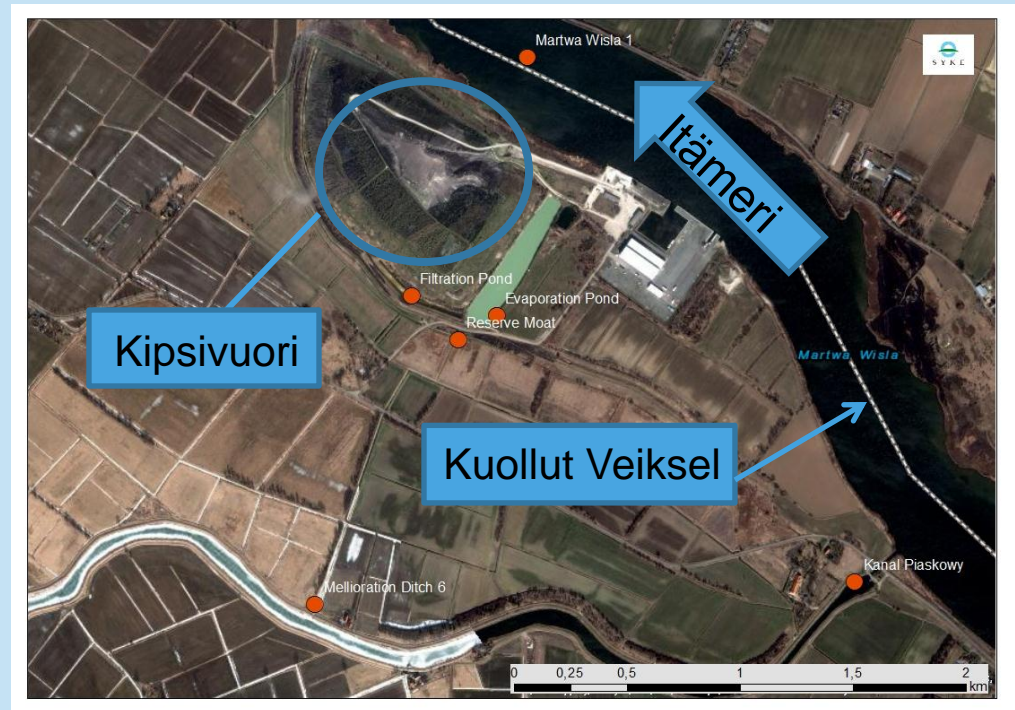 Martwa Wisla 1
SYKE
Itämeri
Filtration Pond
Evaporation Pond
Reserve Moat
Kipsivuori
Martwa Wisla
Kuollut Veiksel
Kanal Piaskowy
Mellioration Ditch 6
0 0,25 0,5 1 1,5 2
km